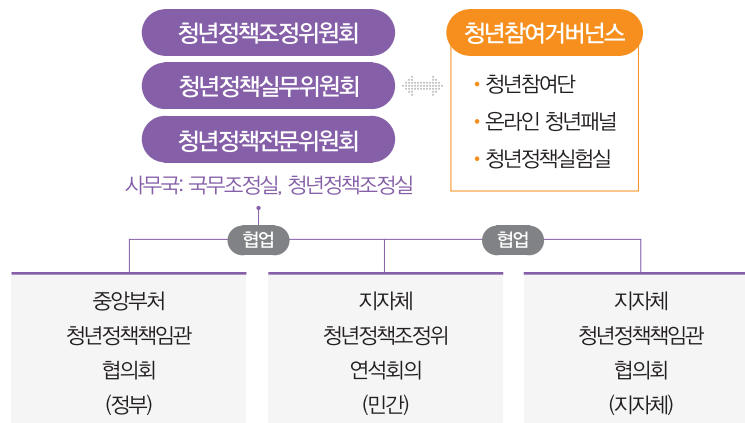 청년정책조정위원회
청년정책실무위원회
청년정책전문위원회
사무국: 국무조정실, 청년정책조정실
청년참여거버넌스
• 청년참여단
• 온라인 청년패널
• 청년정책실험실
협업
협업
중앙부처
청년정책책임관
협의회
(정부)
지자체
청년정책조정위
연석회의
(민간)
지자체
청년정책책임관
협의회
(지자체)